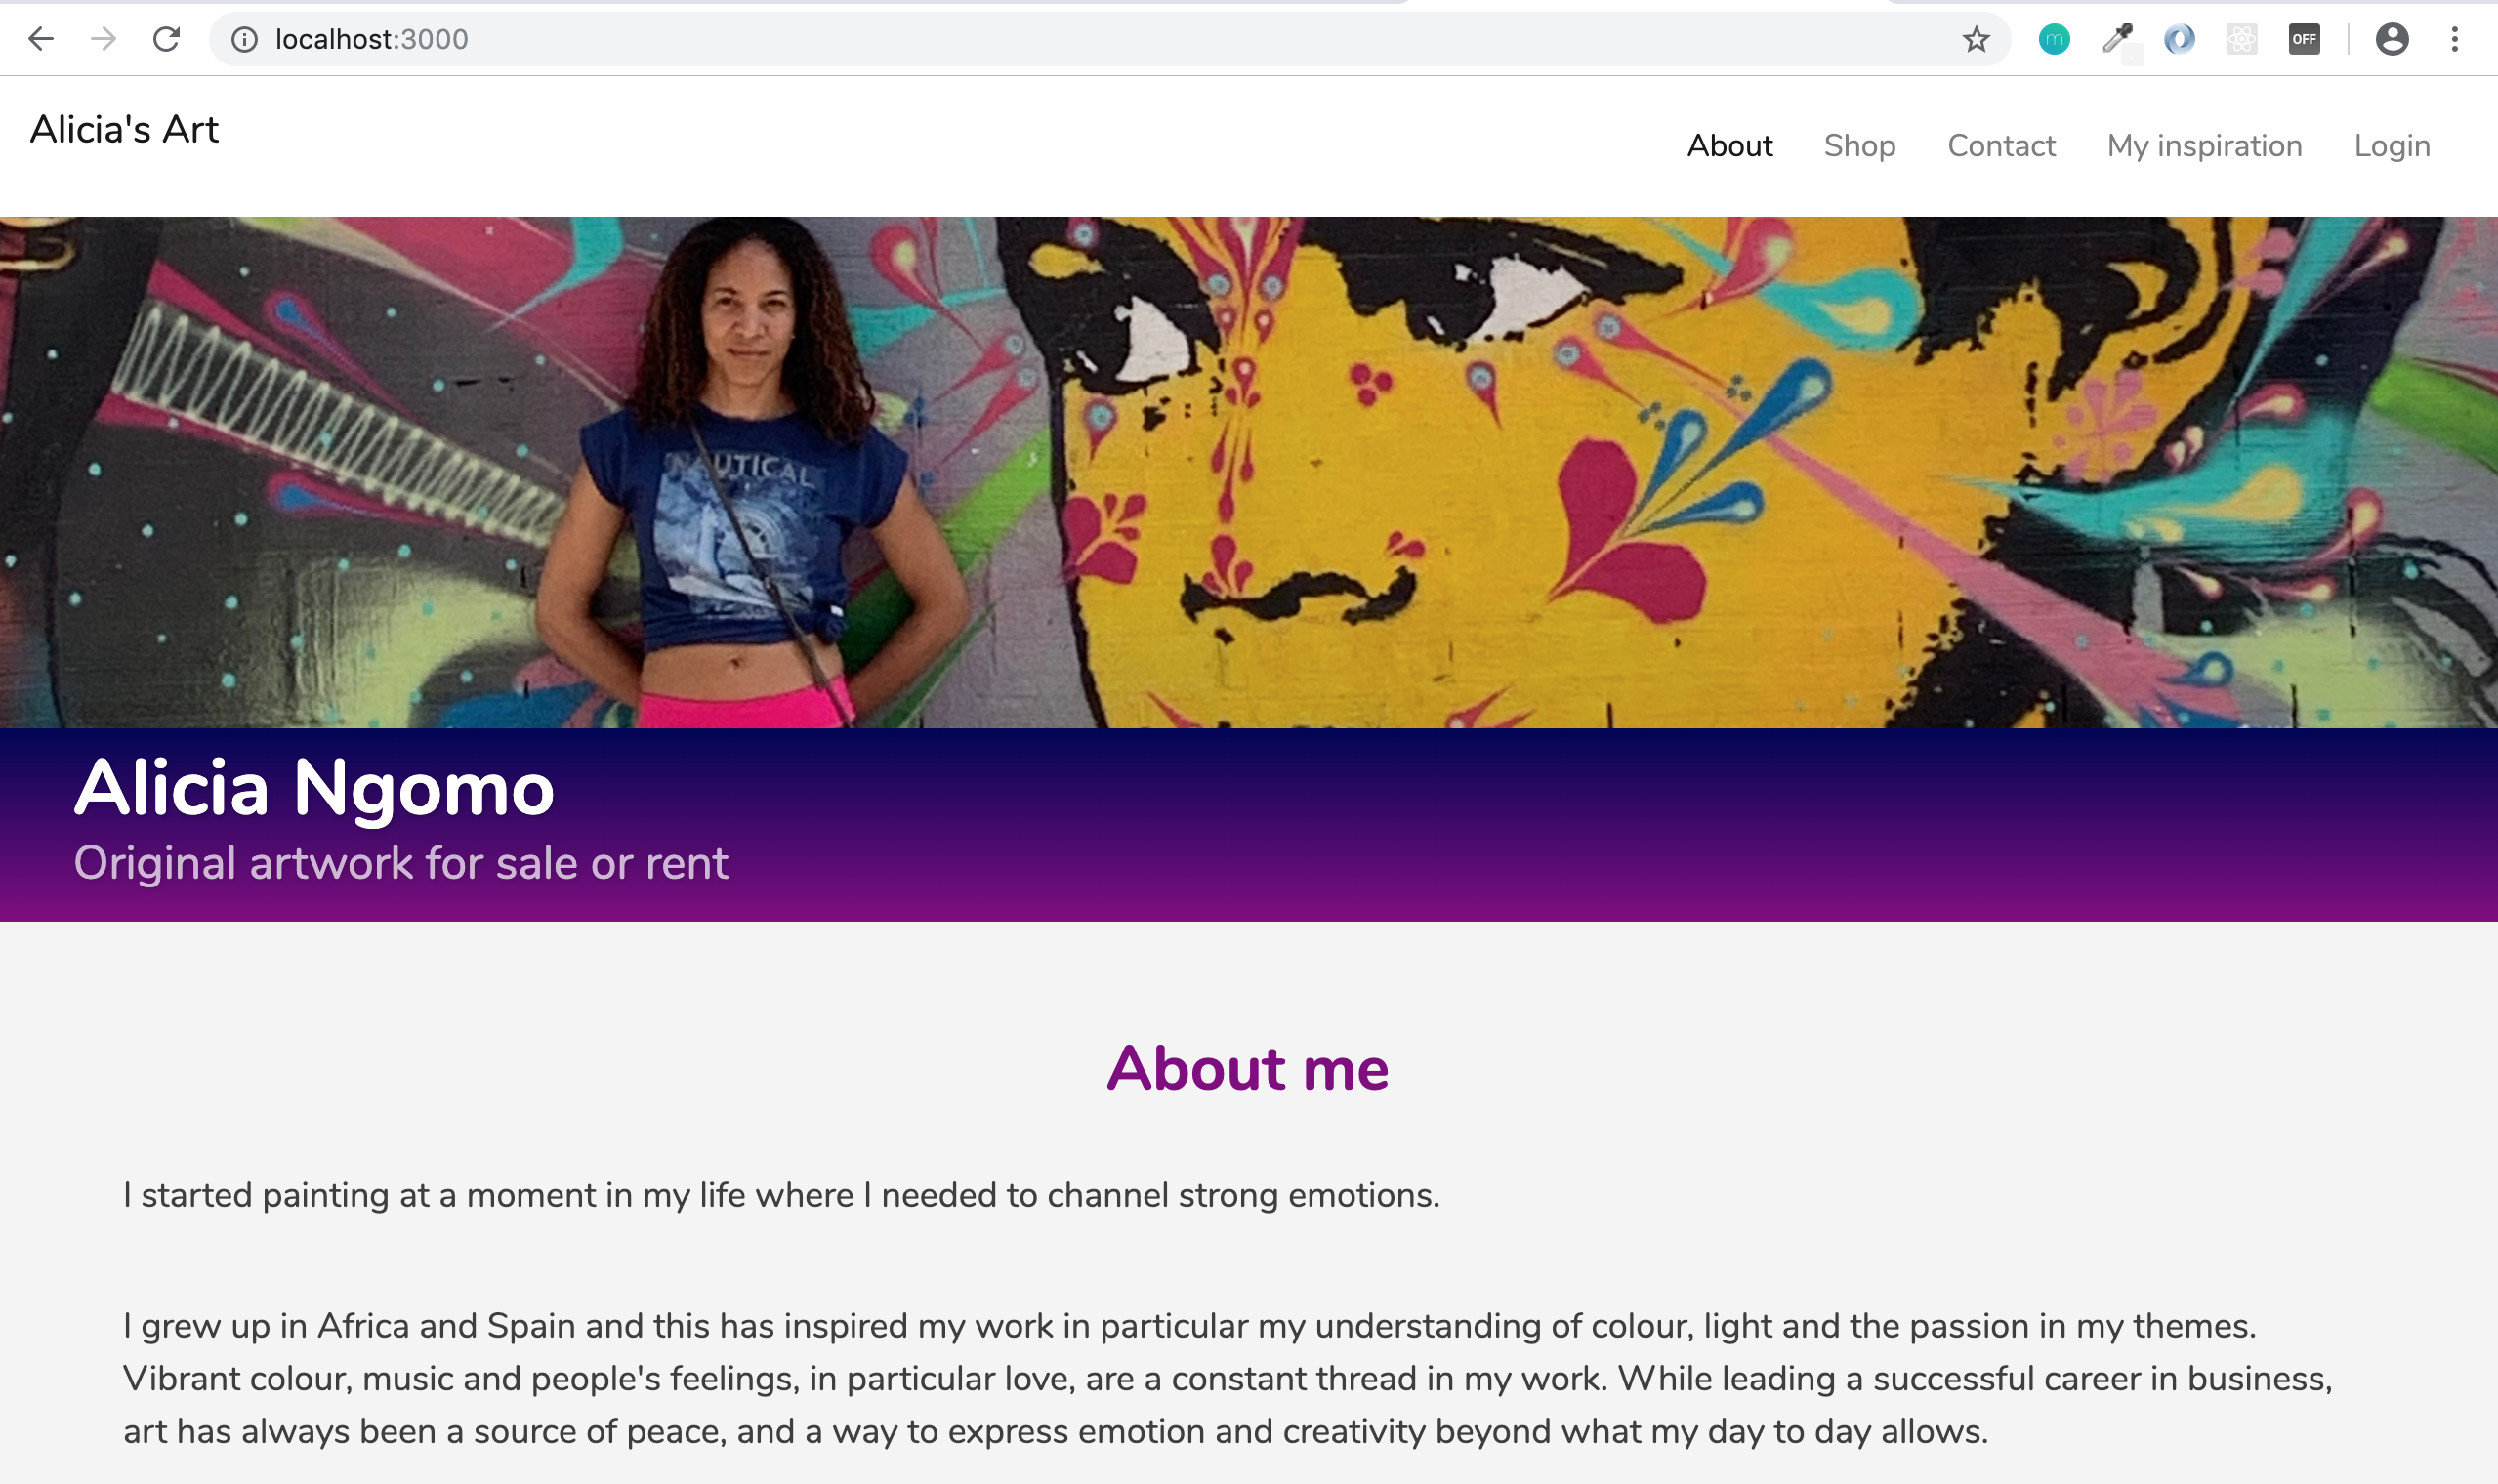 localhost:3000
OFF
Alicia's Art
About Shop Contact My inspiration Login
NAUTICAL
Alicia Ngomo
Original artwork for sale or rent
About me
I started painting at a moment in my life where I needed to channel strong emotions.
I grew up in Africa and Spain and this has inspired my work in particular my understanding of colour, light and the passion in my themes.
Vibrant colour, music and people's feelings, in particular love, are a constant thread in my work. While leading a successful career in business,
art has always been a source of peace, and a way to express emotion and creativity beyond what my day to day allows.